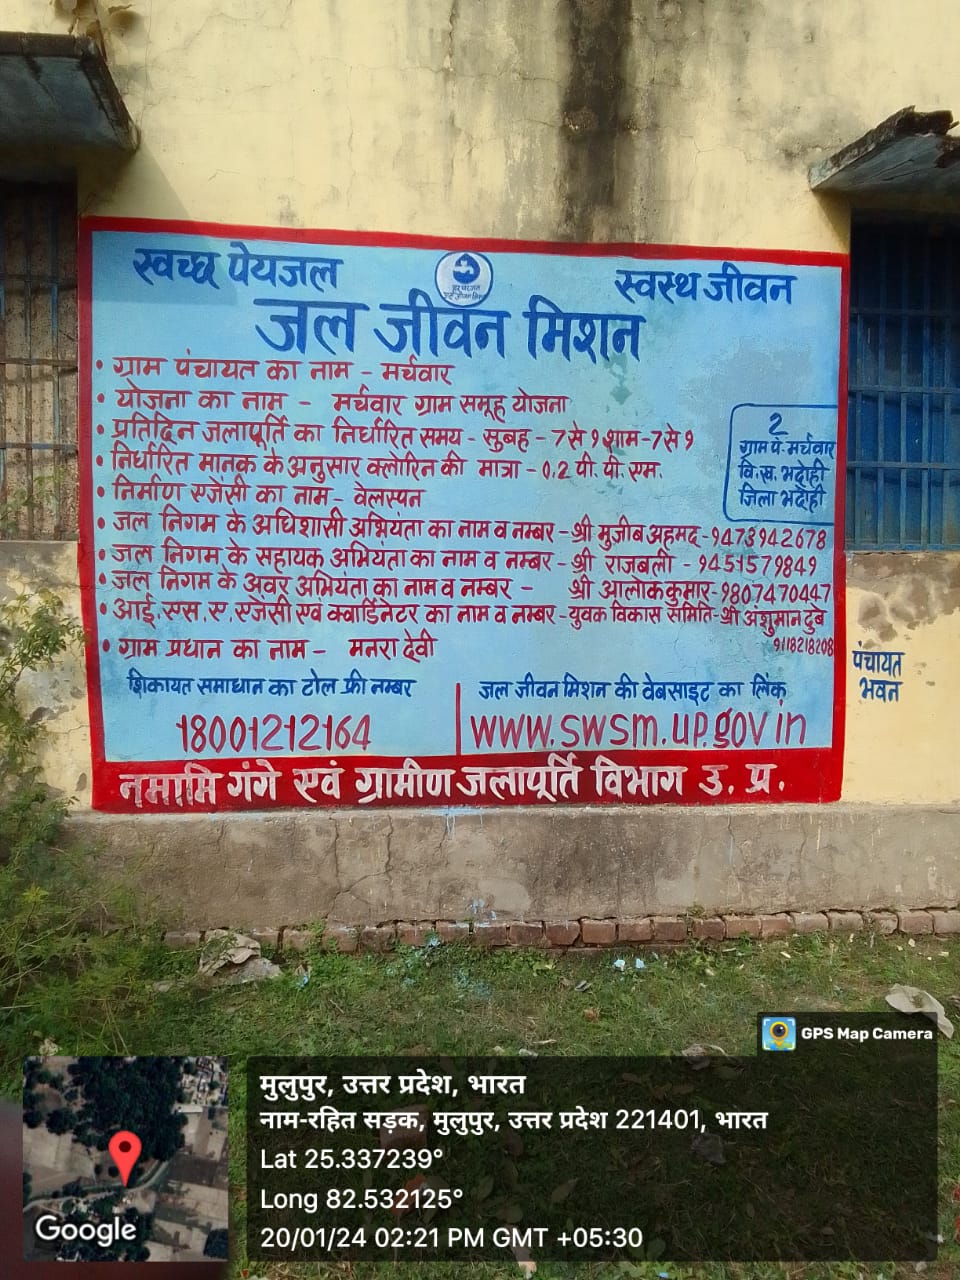 स्वच्छ पेयजल
स्वस्थ जीवन
जल जीवन मिशन
• ग्राम पंचायत का नाम - मर्चवार
• योजना का नाम - मर्चवार ग्राम समूह योजना
• प्रतिदिन जलापूर्ति का निर्धारित समय - सुबह - 7 से 9 शाम - 7 से 9
• निर्धारित मानक के अनुसार क्लोरिन की मात्रा - 0.2 पी. पी. एम.
• निर्माण एजेंसी का नाम - वेलस्पन
• जल निगम के अधिशासी अभियंता का नाम व नम्बर - श्री मुजीब अहमद - 9473942678
• जल निगम के सहायक अभियंता का नाम व नम्बर - श्री राजबली - 9451579849
• जल निगम के अवर अभियंता का नाम व नम्बर - श्री आलोक कुमार - 9807470447
• आई. एस. ए. एजेंसी एव क्वार्डिनेटर का नाम व नम्बर - युवक विकास समिति - श्री अंशुमान दुबे
9118218208
• ग्राम प्रधान का नाम - मनरा देवी
2
ग्राम पं. मर्चवार
वि. ख. भदोही
जिला भदोही
शिकायत समाधान का टोल फ्री नम्बर
18001212164
जल जीवन मिशन की वेबसाइट का लिंक
www.swsm.up.gov.in
नमामि गंगे एवं ग्रामीण जलापूर्ति विभाग उ. प्र.
पंचायत
भवन
GPS Map Camera
मुलुपुर, उत्तर प्रदेश, भारत
नाम-रहित सड़क, मुलुपुर, उत्तर प्रदेश 221401, भारत
Lat 25.337239°
Long 82.532125°
20/01/24 02:21 PM GMT +05:30
Google